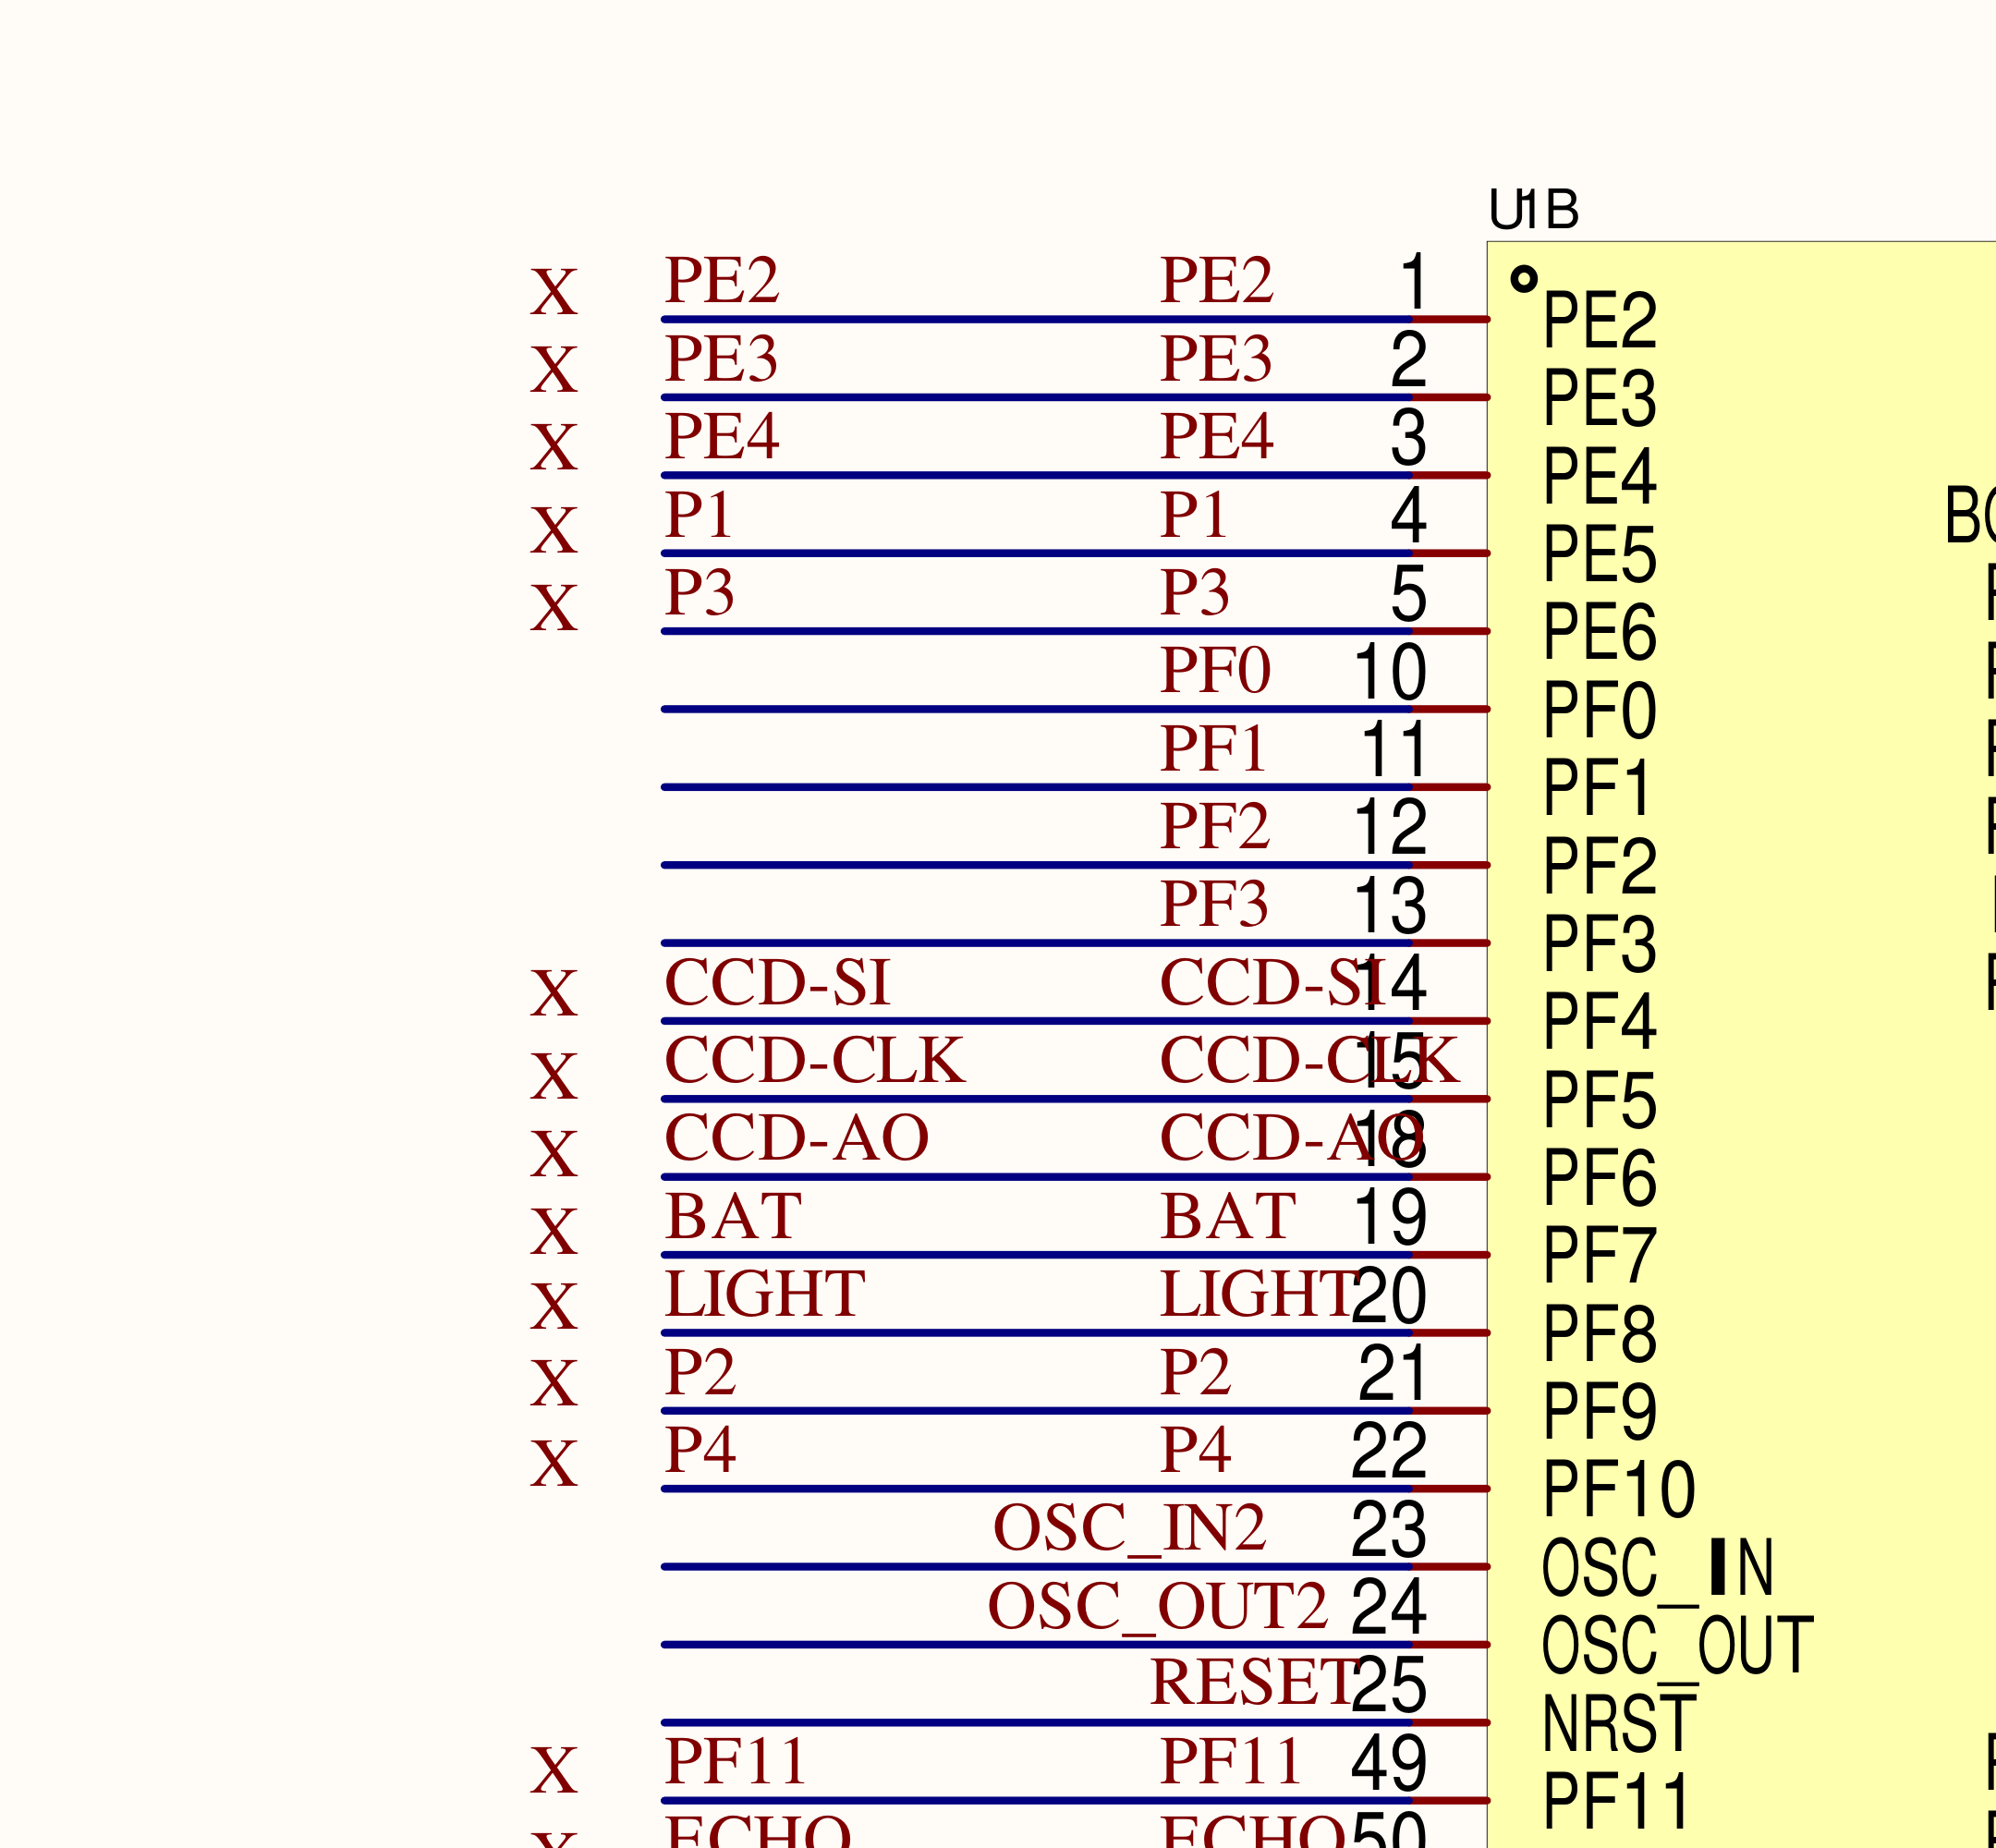 U1B
X PE2 PE2 1 PE2
X PE3 PE3 2 PE3
X PE4 PE4 3 PE4
X P1 P1 4 PE5
X P3 P3 5 PE6
PF0 10 PF0
PF1 11 PF1
PF2 12 PF2
PF3 13 PF3
X CCD-SI CCD-SI 14 PF4
X CCD-CLK CCD-CLK 15 PF5
X CCD-AO CCD-AO 18 PF6
X BAT BAT 19 PF7
X LIGHT LIGHT 20 PF8
X P2 P2 21 PF9
X P4 P4 22 PF10
OSC_IN2 23 OSC_IN
OSC_OUT2 24 OSC_OUT
RESET 25 NRST
X PF11 PF11 49 PF11
X ECHO ECHO 50